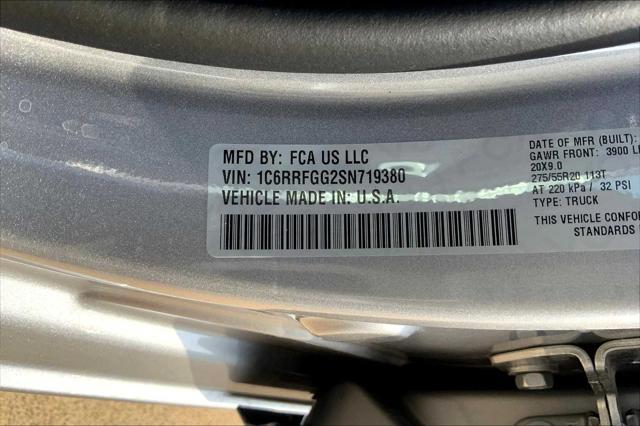 MFD BY: FCA US LLC
VIN: 1C6RRFGG2SN719380
VEHICLE MADE IN: U.S.A.
DATE OF MFR (BUILT):
GAWR FRONT: 3900 L
20X9.0
275/55R20 113T
AT 220 kPa / 32 PSI
TYPE: TRUCK
THIS VEHICLE CONFO
STANDARDS